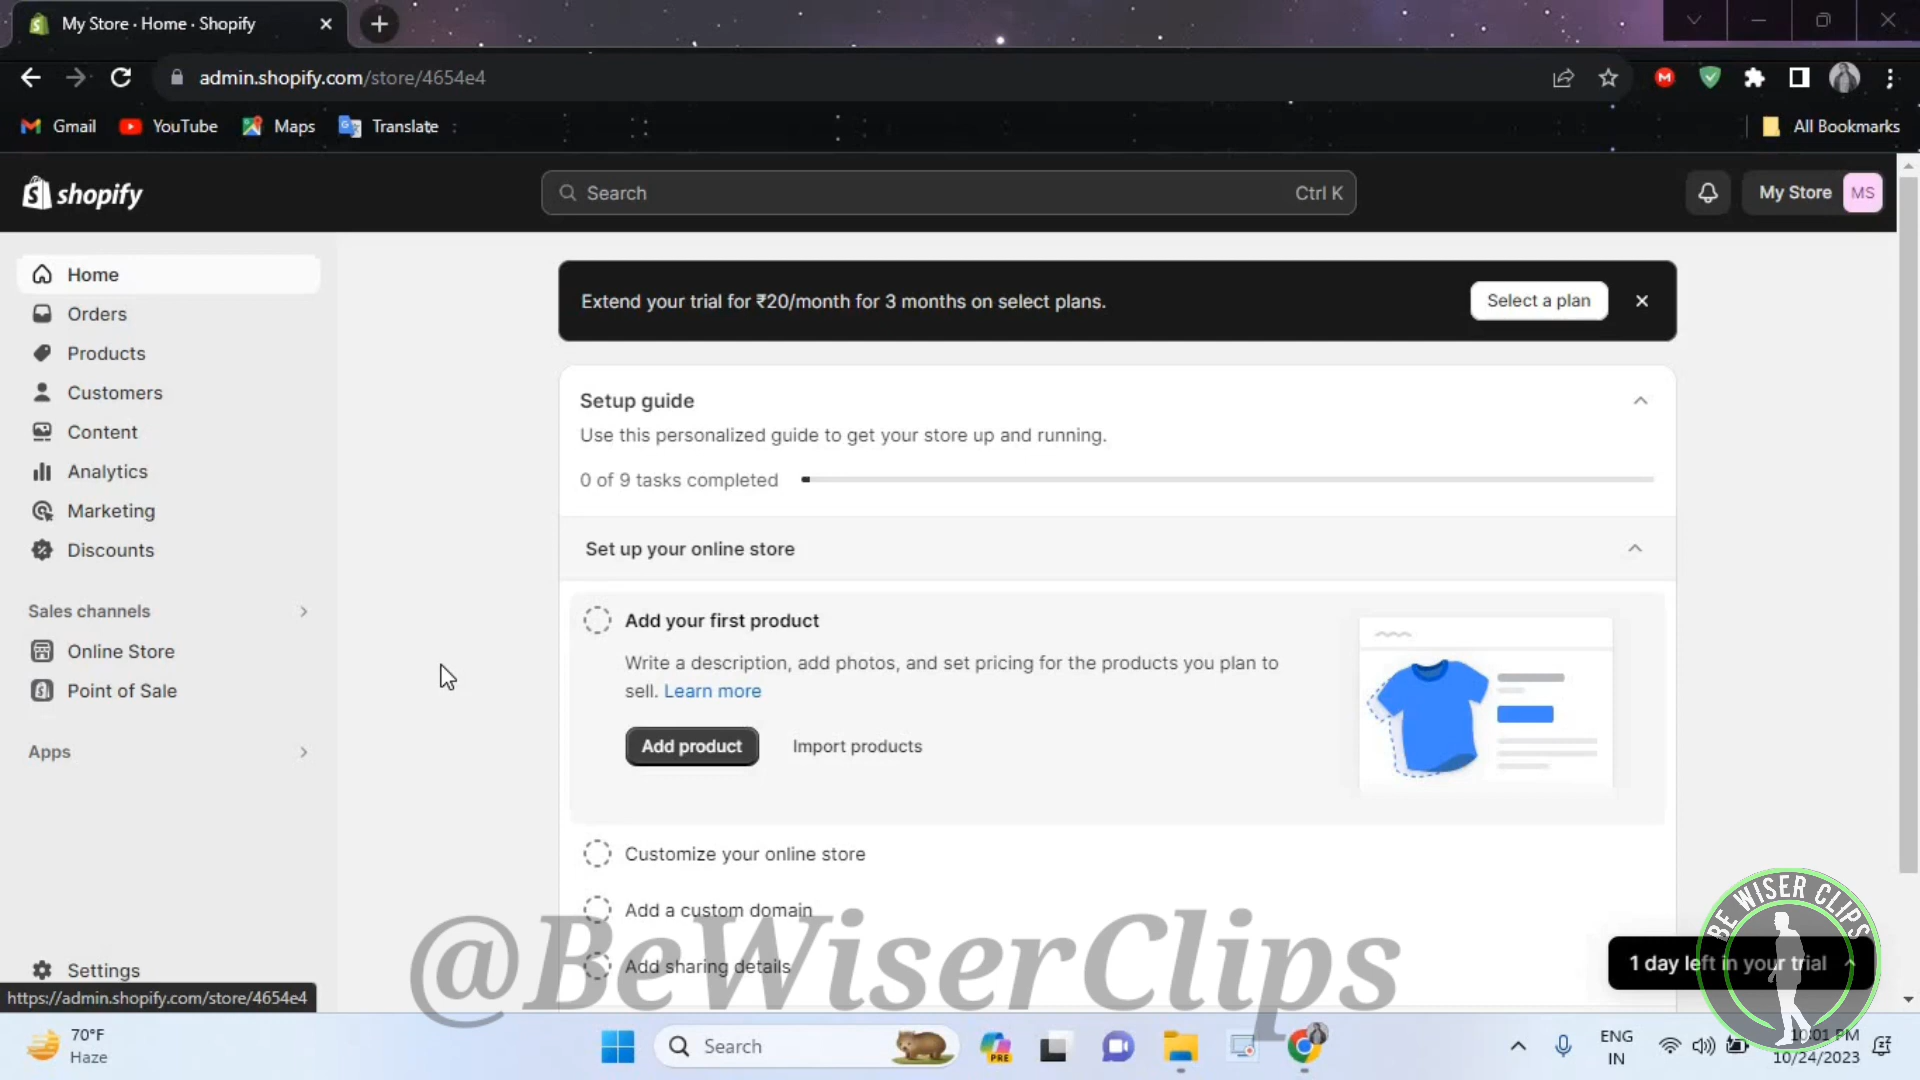 My Store · Home · Shopify
admin.shopify.com/store/4654e4
M
Gmail
YouTube
Maps
Translate
All Bookmarks
shopify
Search
Ctrl K
My Store
MS
Home
Orders
Products
Customers
Content
Analytics
Marketing
Discounts
Sales channels
Online Store
Point of Sale
Apps
Settings
https://admin.shopify.com/store/4654e4
Extend your trial for ₹20/month for 3 months on select plans.
Select a plan
Setup guide
Use this personalized guide to get your store up and running.
0 of 9 tasks completed
Set up your online store
Add your first product
Write a description, add photos, and set pricing for the products you plan to
sell. Learn more
Add product
Import products
Customize your online store
Add a custom domain
Add sharing details
@BeWiserClips
BE WISER CLIPS
1 day left in your trial
70°F
Haze
Search
PRE
ENG
IN
10:01 PM
10/24/2023